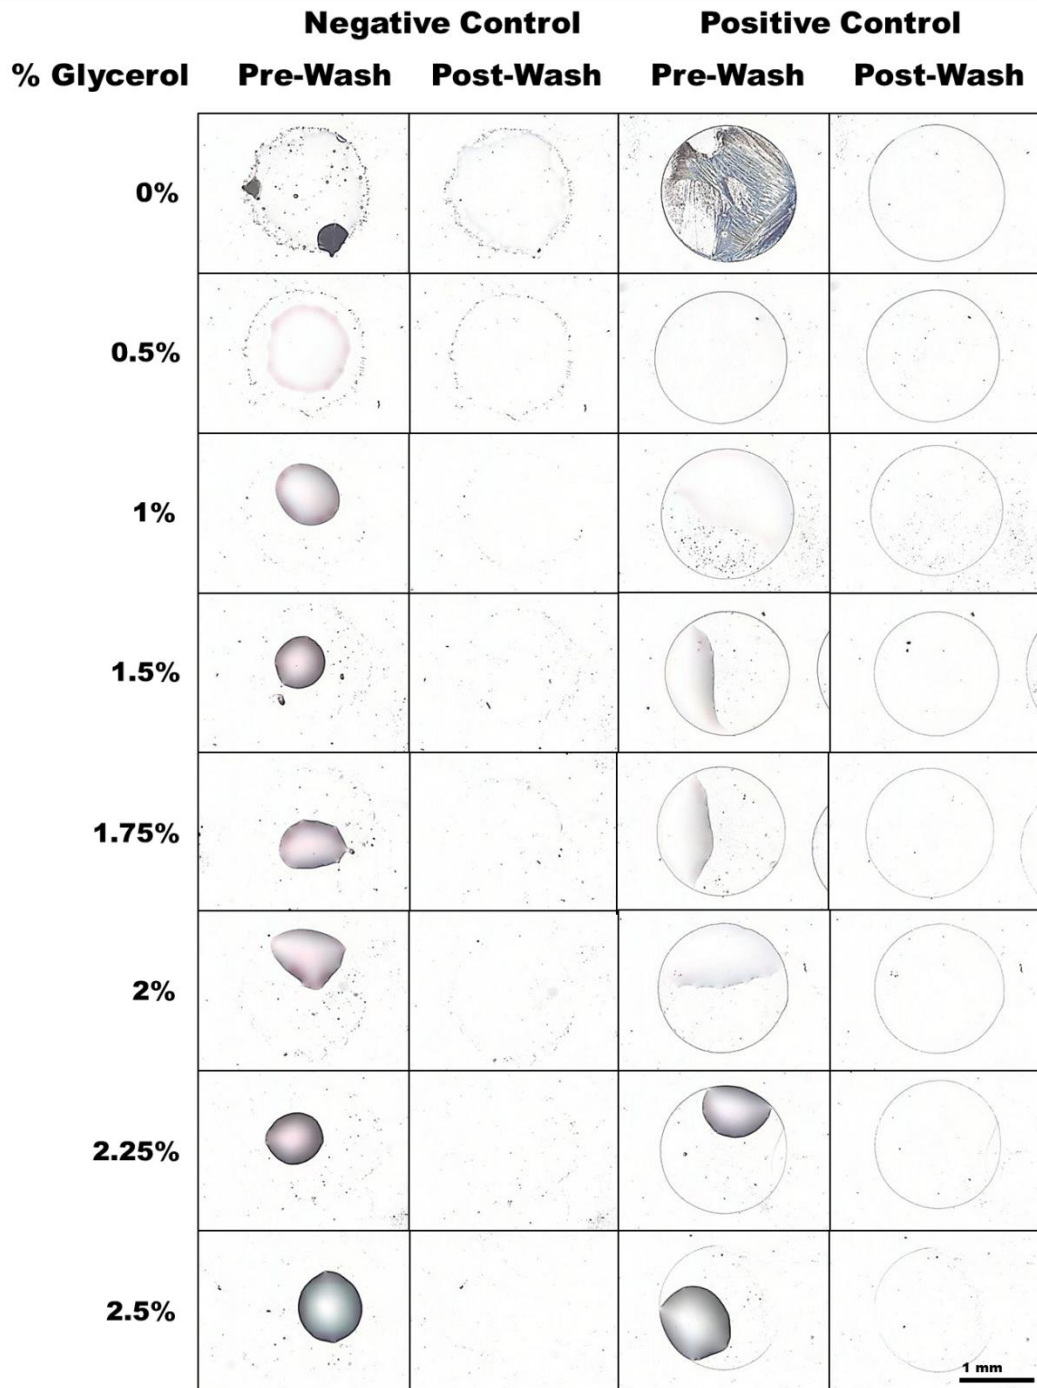 Negative Control Positive Control
% Glycerol Pre-Wash Post-Wash Pre-Wash Post-Wash
0%
0.5%
1%
1.5%
1.75%
2%
2.25%
2.5%
1 mm